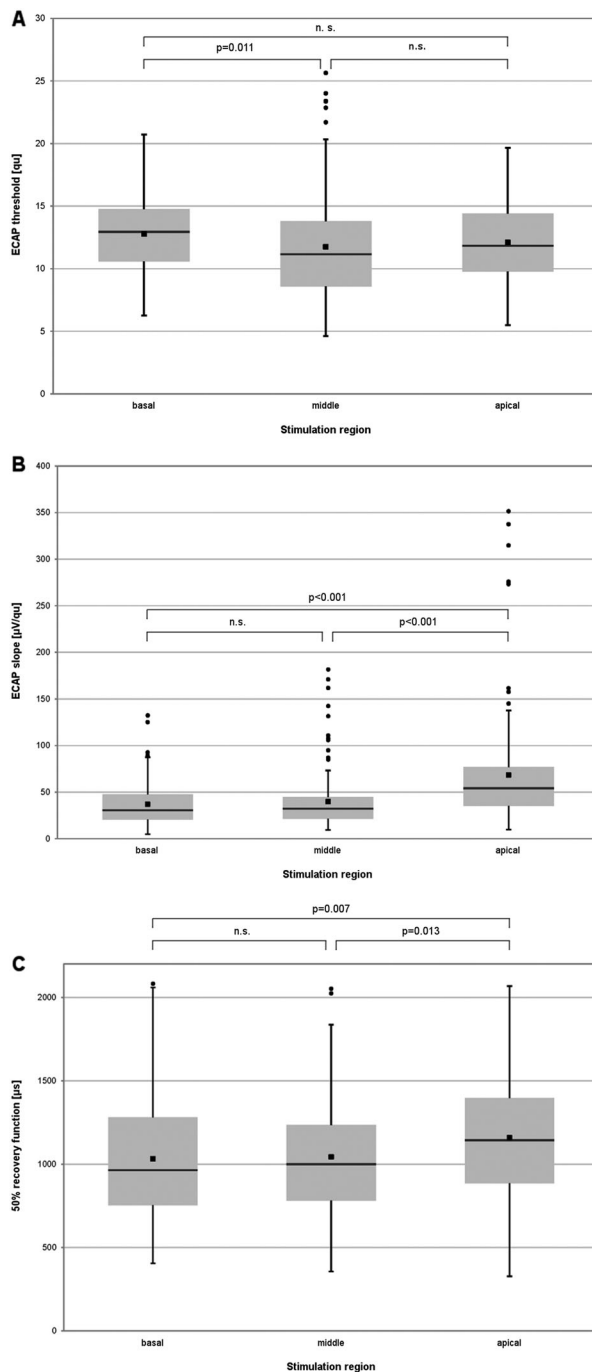 A
n. s.
p=0.011
n.s.
30
25
20
15
10
5
0
ECAP threshold [qu]
basal
middle
apical
Stimulation region
B
400
350
300
250
200
150
100
50
0
ECAP slope [µV/qu]
p<0.001
n.s.
p<0.001
basal
middle
apical
Stimulation region
p=0.007
n.s.
p=0.013
C
2000
1500
1000
500
0
50% recovery function [µs]
basal
middle
apical
Stimulation region